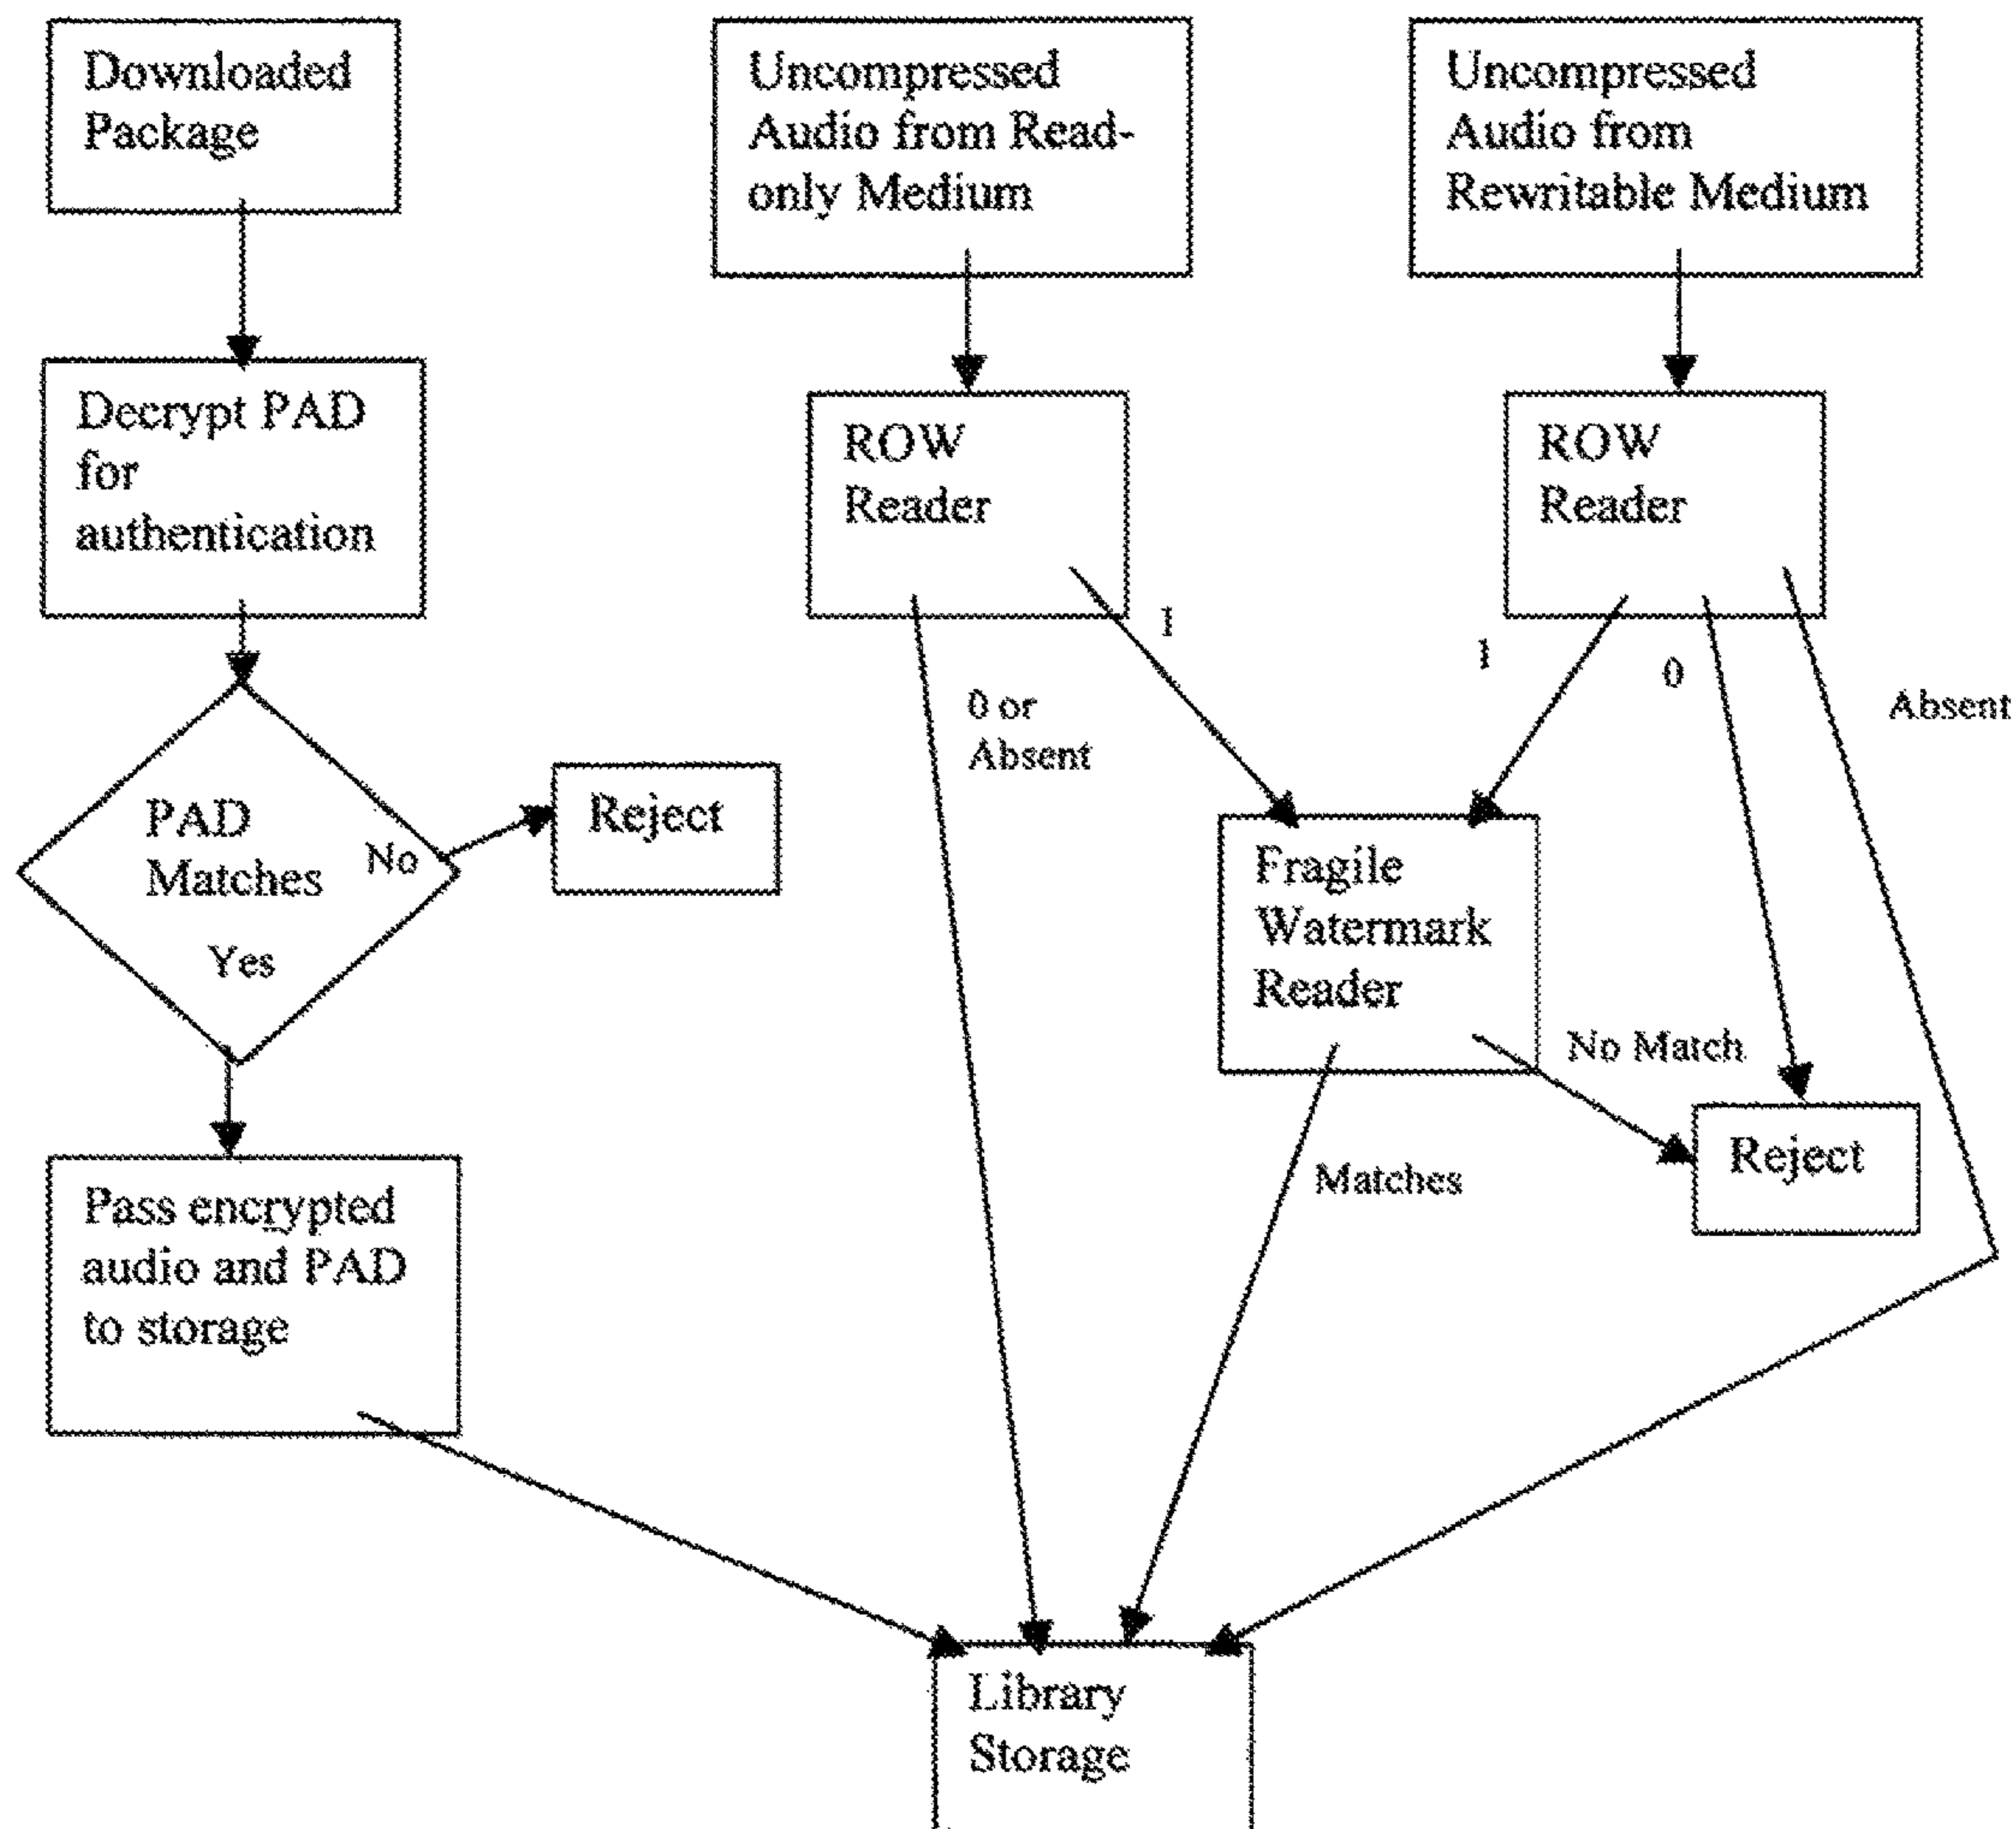 Downloaded
Package
Uncompressed
Audio from Read-
only Medium
Uncompressed
Audio from
Rewritable Medium
Decrypt PAD
for
authentication
ROW
Reader
ROW
Reader
1
1
0
0 or
Absent
Absent
PAD
Matches
No
Yes
Reject
Fragile
Watermark
Reader
No Match
Matches
Reject
Pass encrypted
audio and PAD
to storage
Library
Storage